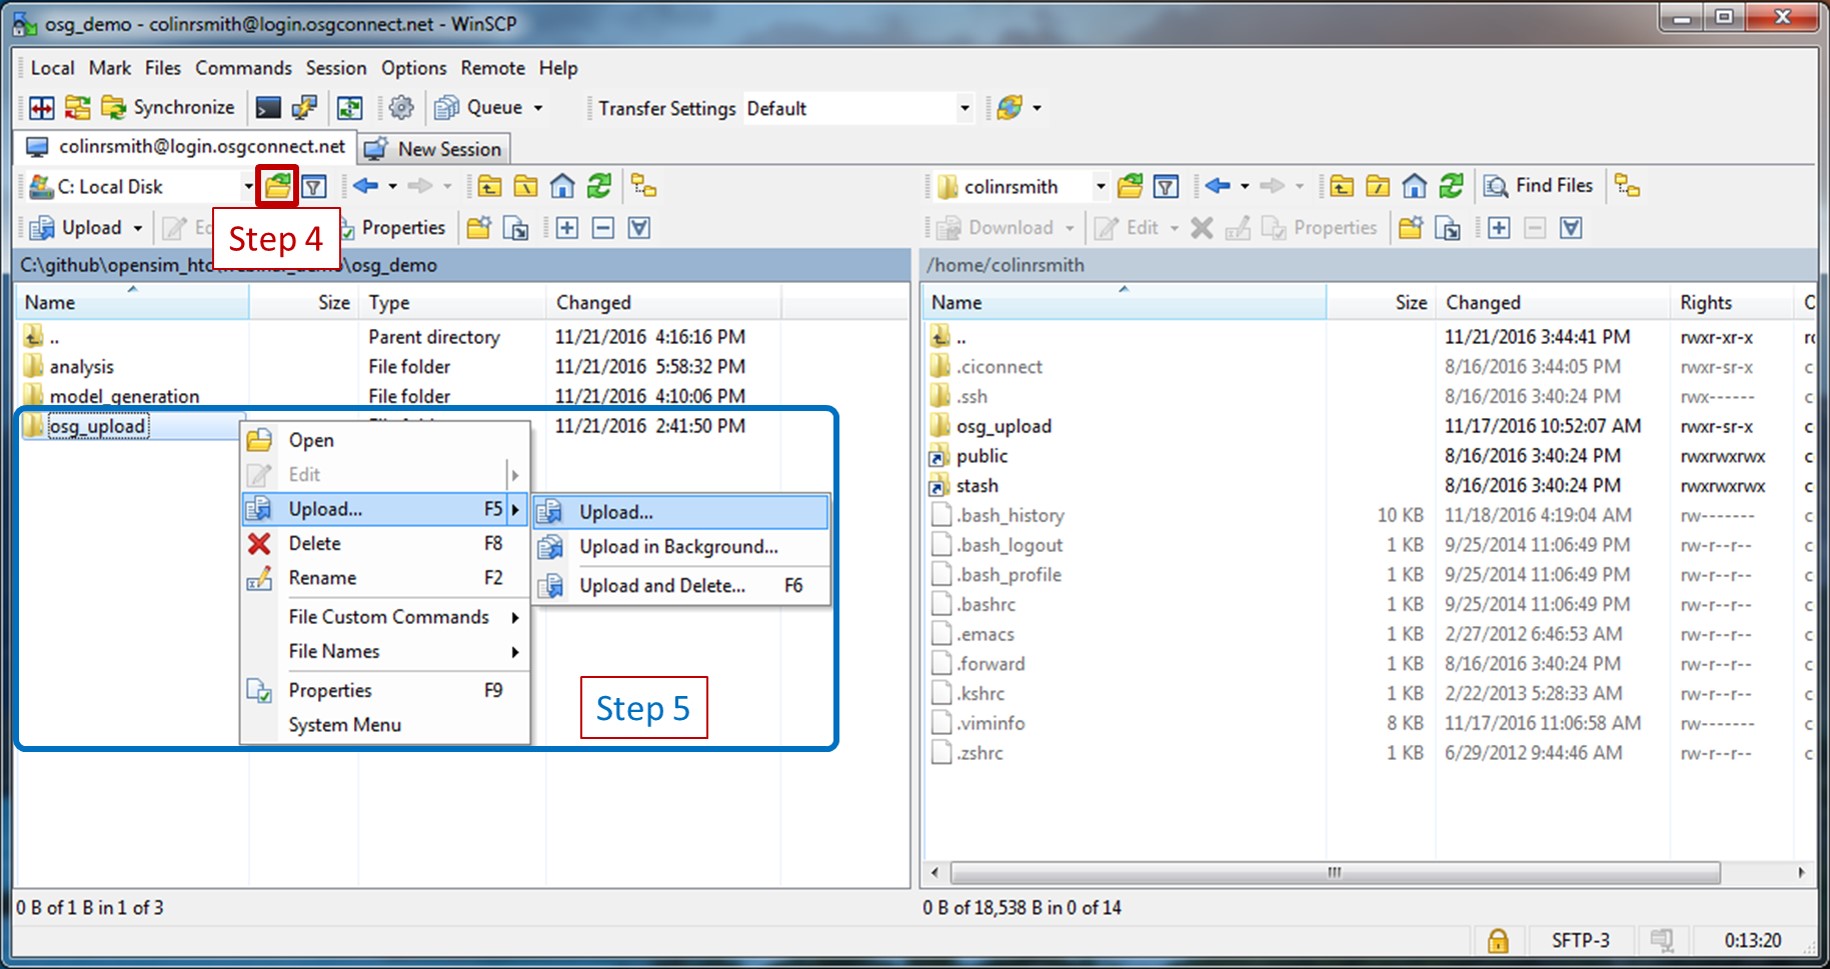 osg_demo - colinrsmith@login.osgconnect.net - WinSCP
Local Mark Files Commands Session Options Remote Help
Synchronize Queue Transfer Settings Default
colinrsmith@login.osgconnect.net New Session
C: Local Disk
colinrsmith Find Files
Upload Properties
Step 4
Download Edit Properties
C:\github\opensim_htc\webinar_demo\osg_demo
/home/colinrsmith
Name Size Type Changed
.. Parent directory 11/21/2016 4:16:16 PM
analysis File folder 11/21/2016 5:58:32 PM
model_generation File folder 11/21/2016 4:10:06 PM
osg_upload 11/21/2016 2:41:50 PM
Open
Edit
Upload... F5
Delete F8
Rename F2
File Custom Commands
File Names
Properties F9
System Menu
Upload...
Upload in Background...
Upload and Delete... F6
Step 5
Name Size Changed Rights
.. 11/21/2016 3:44:41 PM rwxr-xr-x
.ciconnect 8/16/2016 3:44:05 PM rwxr-sr-x
.ssh 8/16/2016 3:40:24 PM rwx------
osg_upload 11/17/2016 10:52:07 AM rwxr-sr-x
public 8/16/2016 3:40:24 PM rwxrwxrwx
stash 8/16/2016 3:40:24 PM rwxrwxrwx
.bash_history 10 KB 11/18/2016 4:19:04 AM rw-------
.bash_logout 1 KB 9/25/2014 11:06:49 PM rw-r--r--
.bash_profile 1 KB 9/25/2014 11:06:49 PM rw-r--r--
.bashrc 1 KB 9/25/2014 11:06:49 PM rw-r--r--
.emacs 1 KB 2/27/2012 6:46:53 AM rw-r--r--
.forward 1 KB 8/16/2016 3:40:24 PM rw-r--r--
.kshrc 1 KB 2/22/2013 5:28:33 AM rw-r--r--
.viminfo 8 KB 11/17/2016 11:06:58 AM rw-------
.zshrc 1 KB 6/29/2012 9:44:46 AM rw-r--r--
0 B of 1 B in 1 of 3
0 B of 18,538 B in 0 of 14
SFTP-3 0:13:20